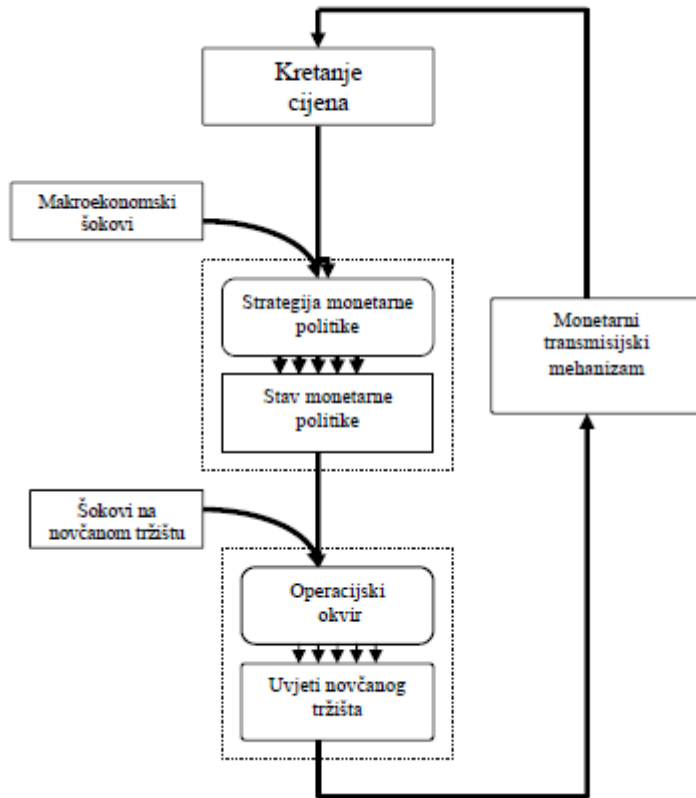 Kretanje
cijena
Makroekonomski
šokovi
Strategija monetarne
politike
Stav monetarne
politike
Monetarni
transmisijski
mehanizam
Šokovi na
novčanom tržištu
Operacijski
okvir
Uvjeti novčanog
tržišta